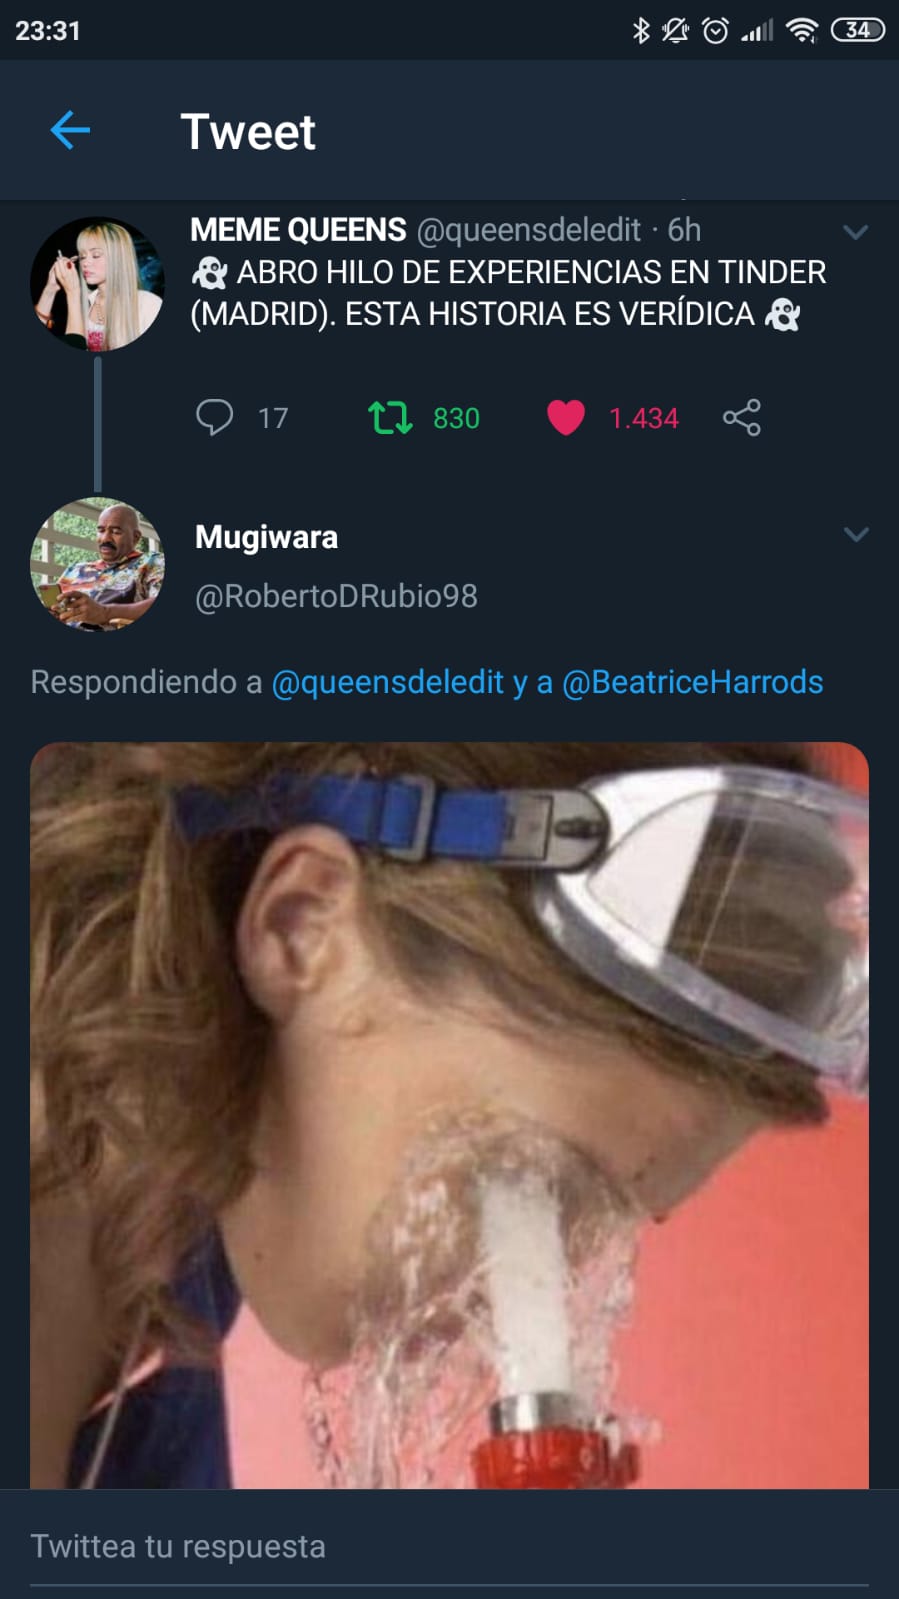 23:31
34
Tweet
MEME QUEENS @queensdeledit · 6h
👻 ABRO HILO DE EXPERIENCIAS EN TINDER
(MADRID). ESTA HISTORIA ES VERÍDICA 👻
17 830 1.434
Mugiwara
@RobertoDRubio98
Respondiendo a @queensdeledit y a @BeatriceHarrods
Twittea tu respuesta